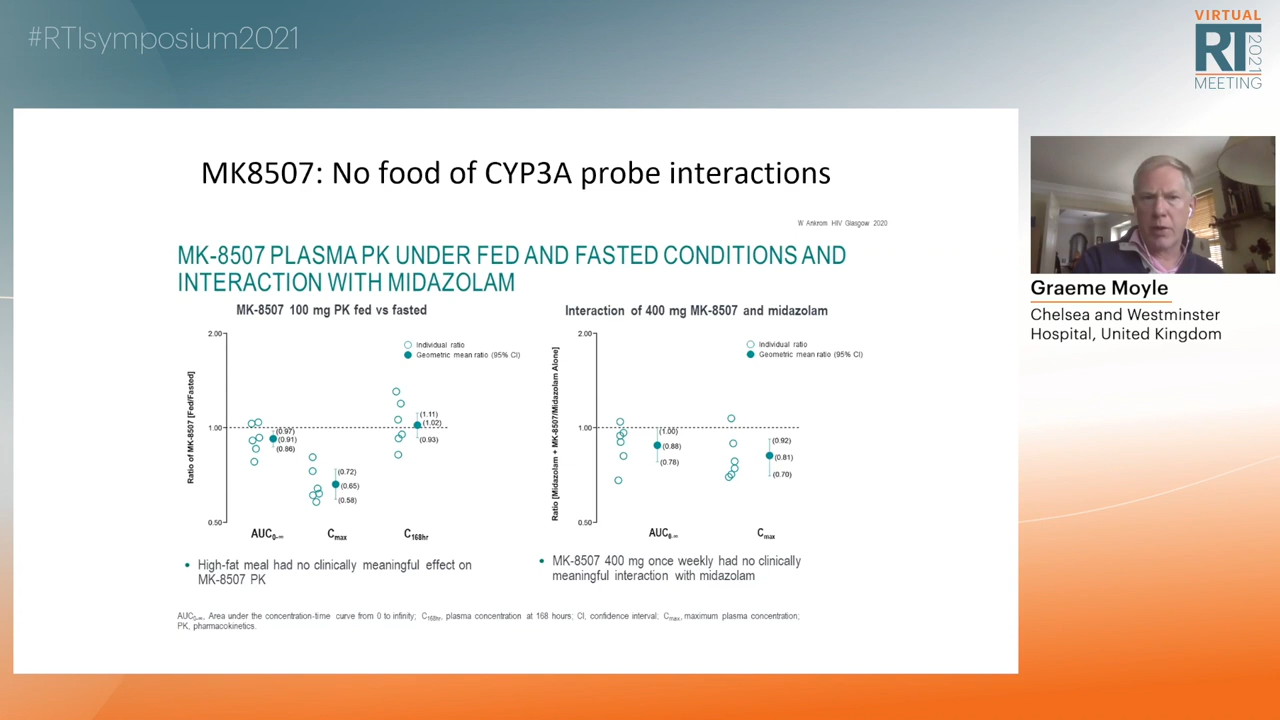 #RTIsymposium2021
VIRTUAL
RT
2021
MEETING
MK8507: No food of CYP3A probe interactions
W Ankrom HIV Glasgow 2020
MK-8507 PLASMA PK UNDER FED AND FASTED CONDITIONS AND
INTERACTION WITH MIDAZOLAM
MK-8507 100 mg PK fed vs fasted
Ratio of MK-8507 [Fed/Fasted]
2.00
1.00
0.50
Individual ratio
Geometric mean ratio (95% CI)
(0.97)
(0.91)
(0.86)
(0.72)
(0.65)
(0.58)
(1.11)
(1.02)
(0.93)
AUC0-∞
Cmax
C168hr
• High-fat meal had no clinically meaningful effect on
MK-8507 PK
Interaction of 400 mg MK-8507 and midazolam
Ratio [Midazolam + MK-8507/Midazolam Alone]
2.00
1.00
0.50
Individual ratio
Geometric mean ratio (95% CI)
(1.00)
(0.88)
(0.78)
(0.92)
(0.81)
(0.70)
AUC0-∞
Cmax
• MK-8507 400 mg once weekly had no clinically
meaningful interaction with midazolam
AUC0-∞, Area under the concentration-time curve from 0 to infinity; C168hr, plasma concentration at 168 hours; CI, confidence interval; Cmax, maximum plasma concentration;
PK, pharmacokinetics.
Graeme Moyle
Chelsea and Westminster
Hospital, United Kingdom